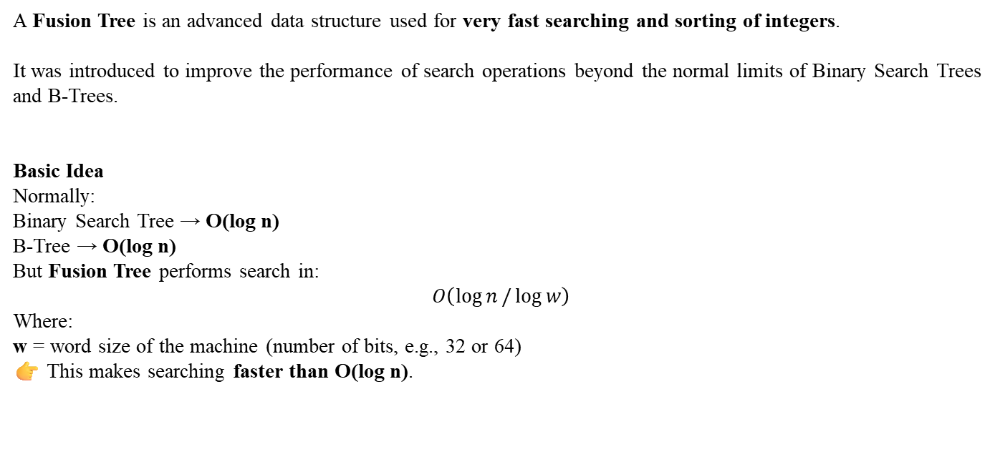 A Fusion Tree is an advanced data structure used for very fast searching and sorting of integers.
It was introduced to improve the performance of search operations beyond the normal limits of Binary Search Trees
and B-Trees.
Basic Idea
Normally:
Binary Search Tree → O(log n)
B-Tree → O(log n)
But Fusion Tree performs search in:
O(log n / log w)
Where:
w = word size of the machine (number of bits, e.g., 32 or 64)
👉 This makes searching faster than O(log n).